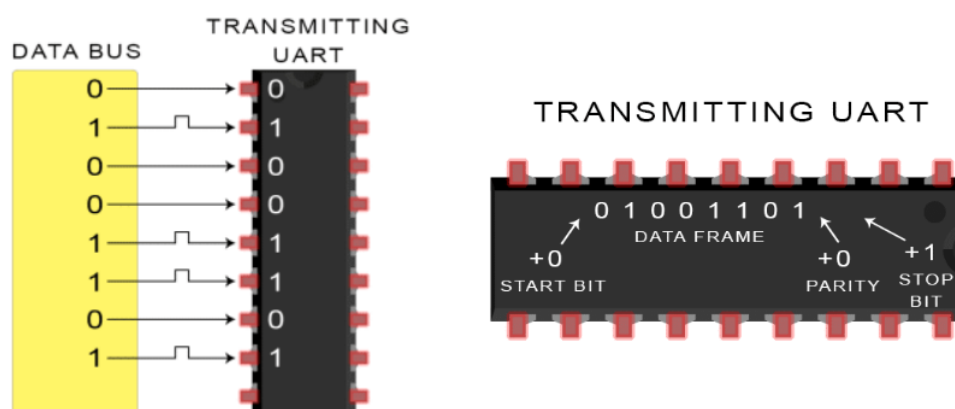 TRANSMITTING
UART
DATA BUS
0 0
1 1
0 0
0 0
1 1
1 1
0 0
1 1
TRANSMITTING UART
0 1 0 0 1 1 0 1
DATA FRAME
+0
START BIT
+0
PARITY
+1
STOP
BIT